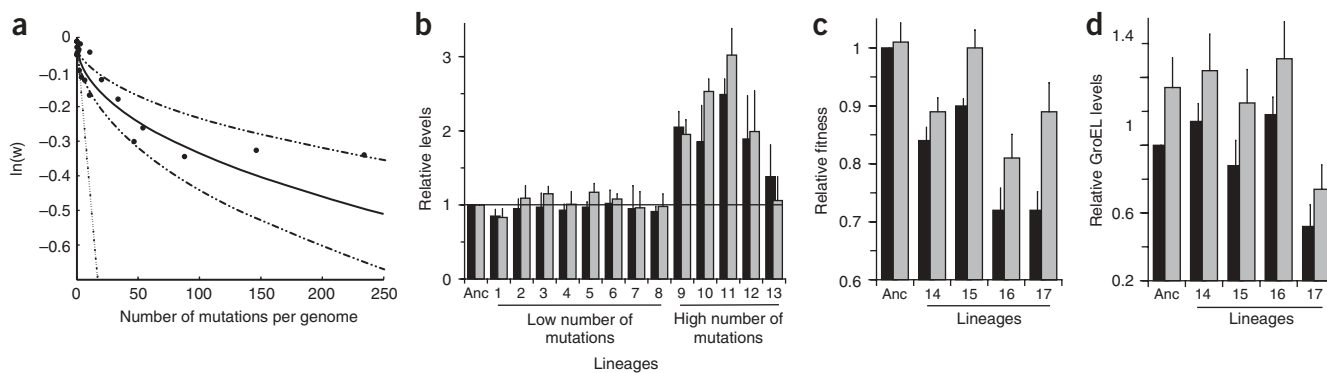 a
ln(w)
0
–0.1
–0.2
–0.3
–0.4
–0.5
–0.6
0 50 100 150 200 250
Number of mutations per genome
b
Relative levels
3
2
1
0
Anc 1 2 3 4 5 6 7 8 9 10 11 12 13
Low number of
mutations
High number of
mutations
Lineages
c
Relative fitness
1
0.9
0.8
0.7
0.6
Anc 14 15 16 17
Lineages
d
Relative GroEL levels
1.4
1
0.6
0.2
Anc 14 15 16 17
Lineages